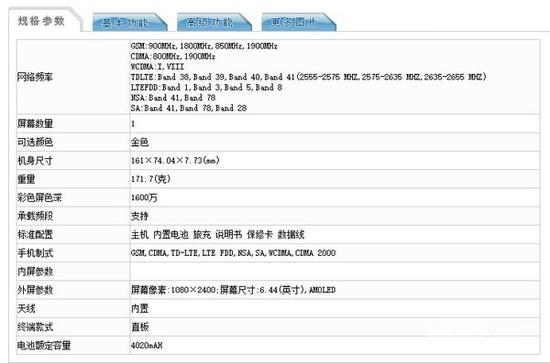 规格参数 基本功能 高级功能 更多图片
网络频率 GSM:900MHz,1800MHz,850MHz,1900MHz
CDMA:800MHz,1900MHz
WCDMA:I,VIII
TDLTE:Band 38,Band 39,Band 40,Band 41(2555-2575 MHZ,2575-2635 MHZ,2635-2655 MHZ)
LTEFDD:Band 1,Band 3,Band 5,Band 8
NSA:Band 41,Band 78
SA:Band 41,Band 78,Band 28
屏幕数量 1
可选颜色 金色
机身尺寸 161×74.04×7.73(mm)
重量 171.7(克)
彩色屏色深 1600万
承载频段 支持
标准配置 主机 内置电池 旅充 说明书 保修卡 数据线
手机制式 GSM,CDMA,TD-LTE,LTE FDD,NSA,SA,WCDMA,CDMA 2000
内屏参数
外屏参数 屏幕像素:1080×2400;屏幕尺寸:6.44(英寸),AMOLED
天线 内置
终端款式 直板
电池额定容量 4020mAH